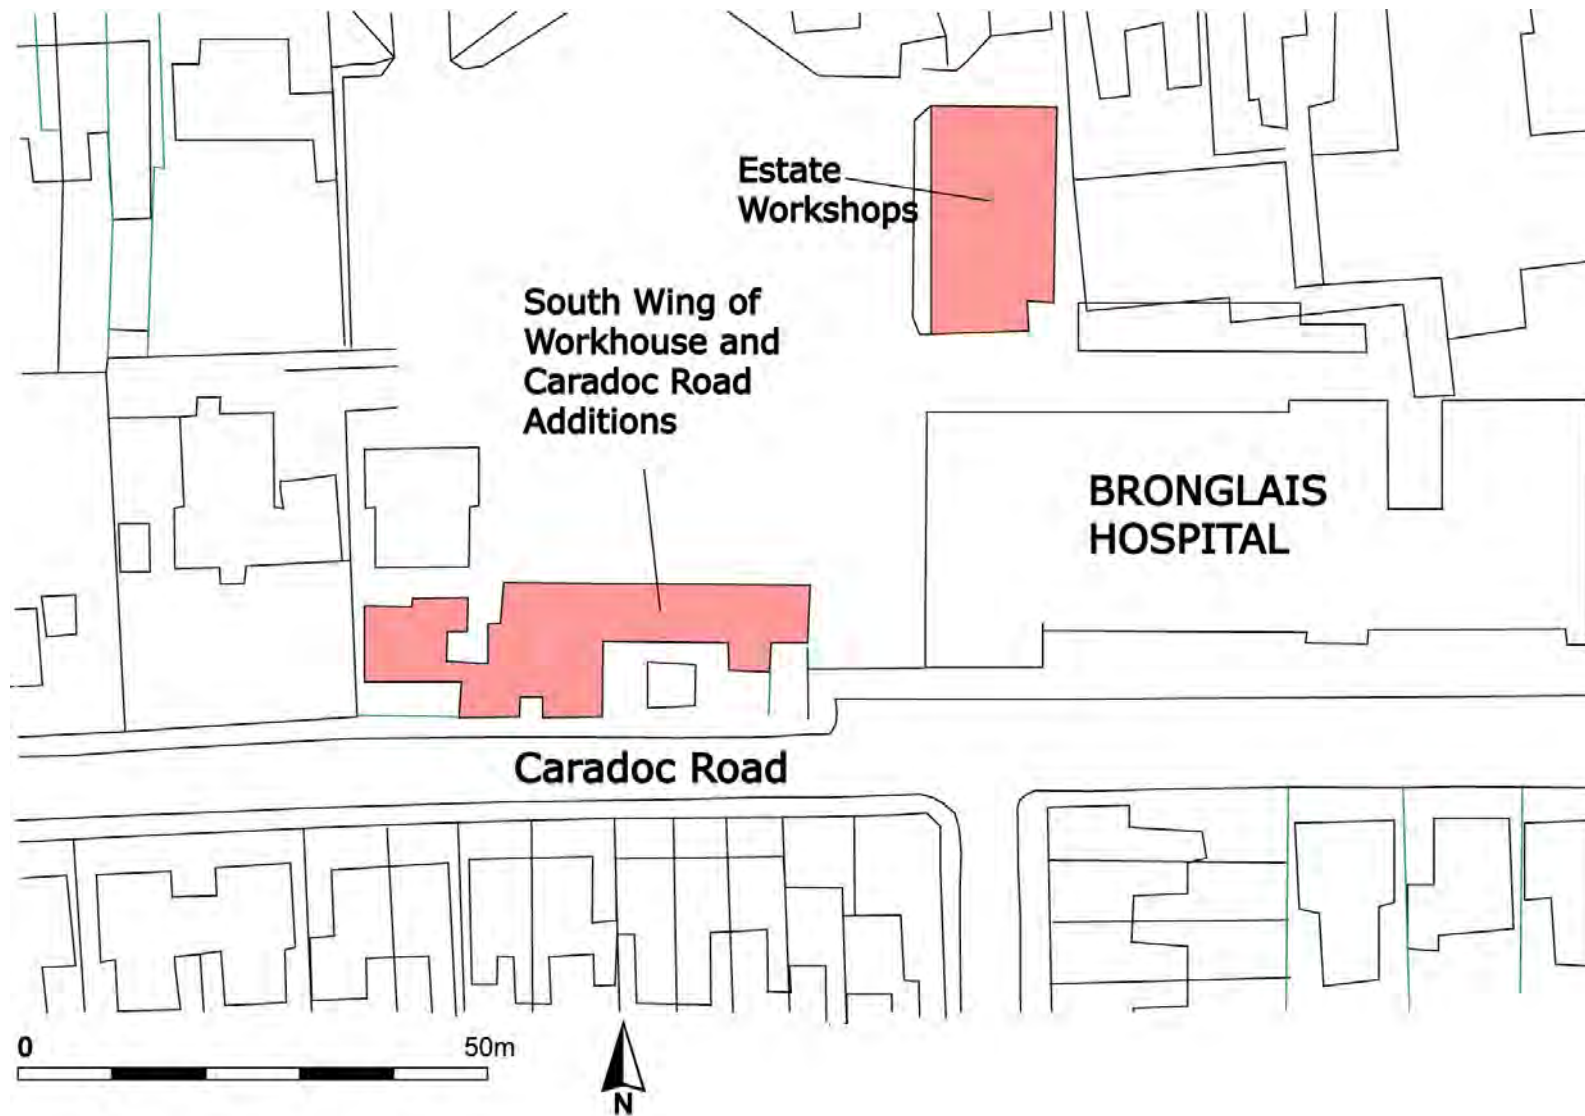 Estate
Workshops
South Wing of
Workhouse and
Caradoc Road
Additions
BRONGLAIS
HOSPITAL
Caradoc Road
0 50m
N